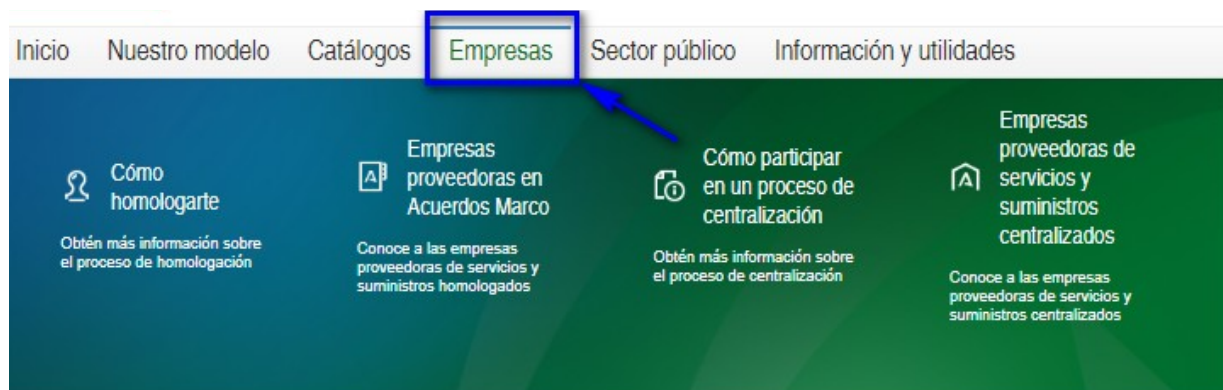 Inicio Nuestro modelo Catálogos Empresas Sector público Información y utilidades
Cómo
homologarte
Obtén más información sobre
el proceso de homologación
Empresas
proveedoras en
Acuerdos Marco
Conoce a las empresas
proveedoras de servicios y
suministros homologados
Cómo participar
en un proceso de
centralización
Obtén más información sobre
el proceso de centralización
Empresas
proveedoras de
servicios y
suministros
centralizados
Conoce a las empresas
proveedoras de servicios y
suministros centralizados